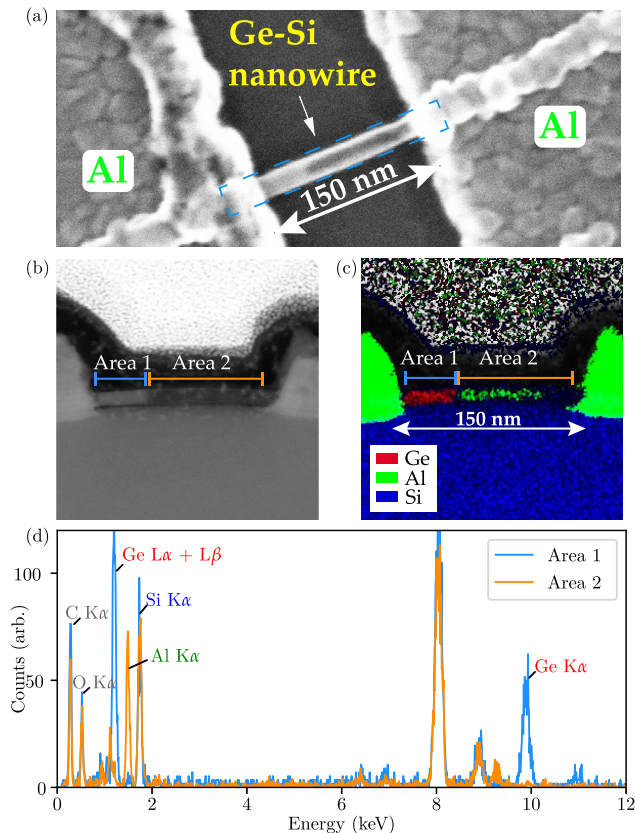 (a)
Ge-Si
nanowire
Al
Al
150 nm
(b)
(c)
Area 1
Area 2
Area 1
Area 2
150 nm
Ge
Al
Si
(d)
Ge Lα + Lβ
Area 1
Area 2
100
Si Kα
C Kα
Al Kα
O Kα
Ge Kα
50
0
Counts (arb.)
0
2
4
6
8
10
12
Energy (keV)